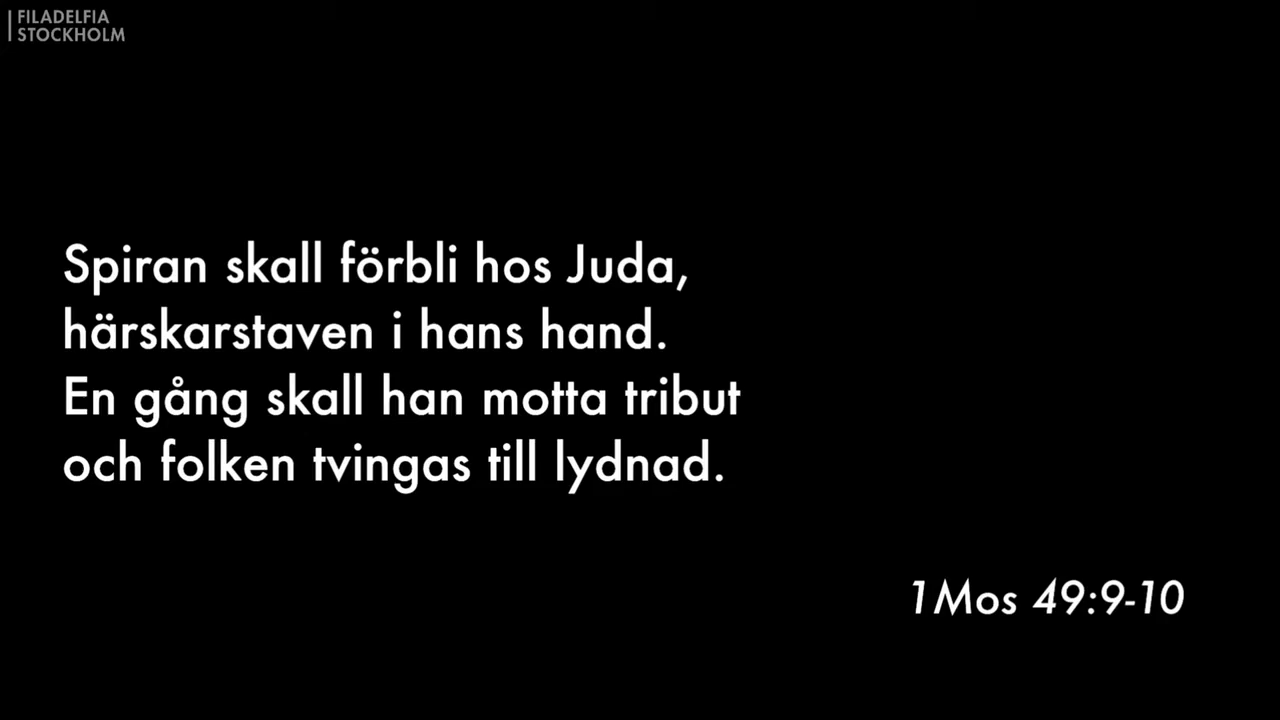 FILADELFIA
STOCKHOLM
Spiran skall förbli hos Juda,
härskarstaven i hans hand.
En gång skall han motta tribut
och folken tvingas till lydnad.
1Mos 49:9-10